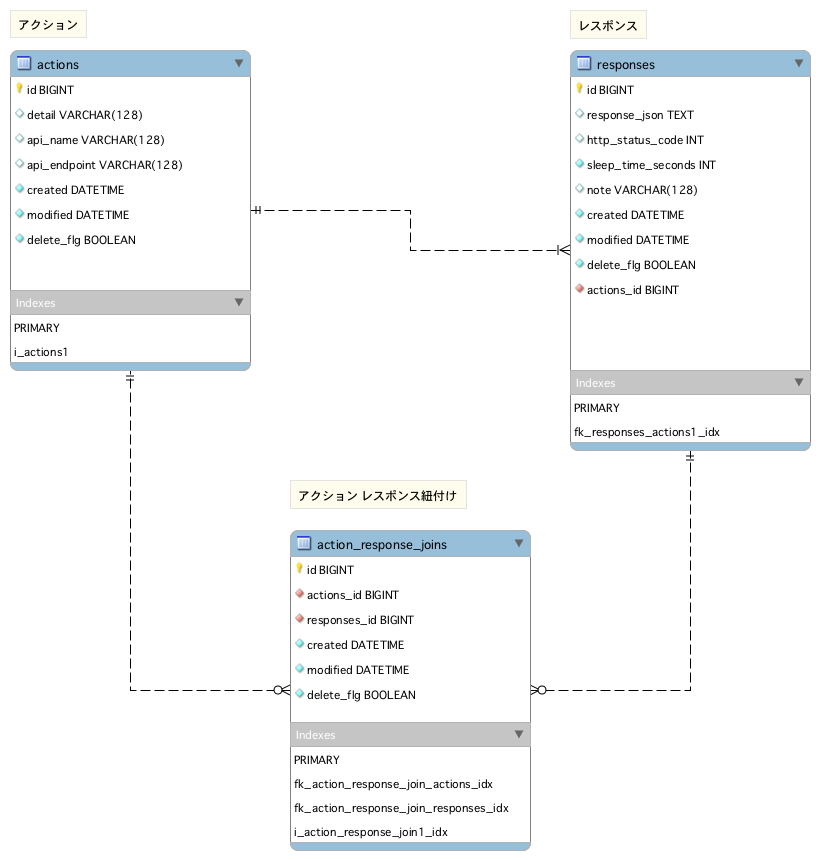 アクション
actions
id BIGINT
detail VARCHAR(128)
api_name VARCHAR(128)
api_endpoint VARCHAR(128)
created DATETIME
modified DATETIME
delete_flg BOOLEAN
Indexes
PRIMARY
i_actions1
レスポンス
responses
id BIGINT
response_json TEXT
http_status_code INT
sleep_time_seconds INT
note VARCHAR(128)
created DATETIME
modified DATETIME
delete_flg BOOLEAN
actions_id BIGINT
Indexes
PRIMARY
fk_responses_actions1_idx
アクション レスポンス紐付け
action_response_joins
id BIGINT
actions_id BIGINT
responses_id BIGINT
created DATETIME
modified DATETIME
delete_flg BOOLEAN
Indexes
PRIMARY
fk_action_response_join_actions_idx
fk_action_response_join_responses_idx
i_action_response_join1_idx